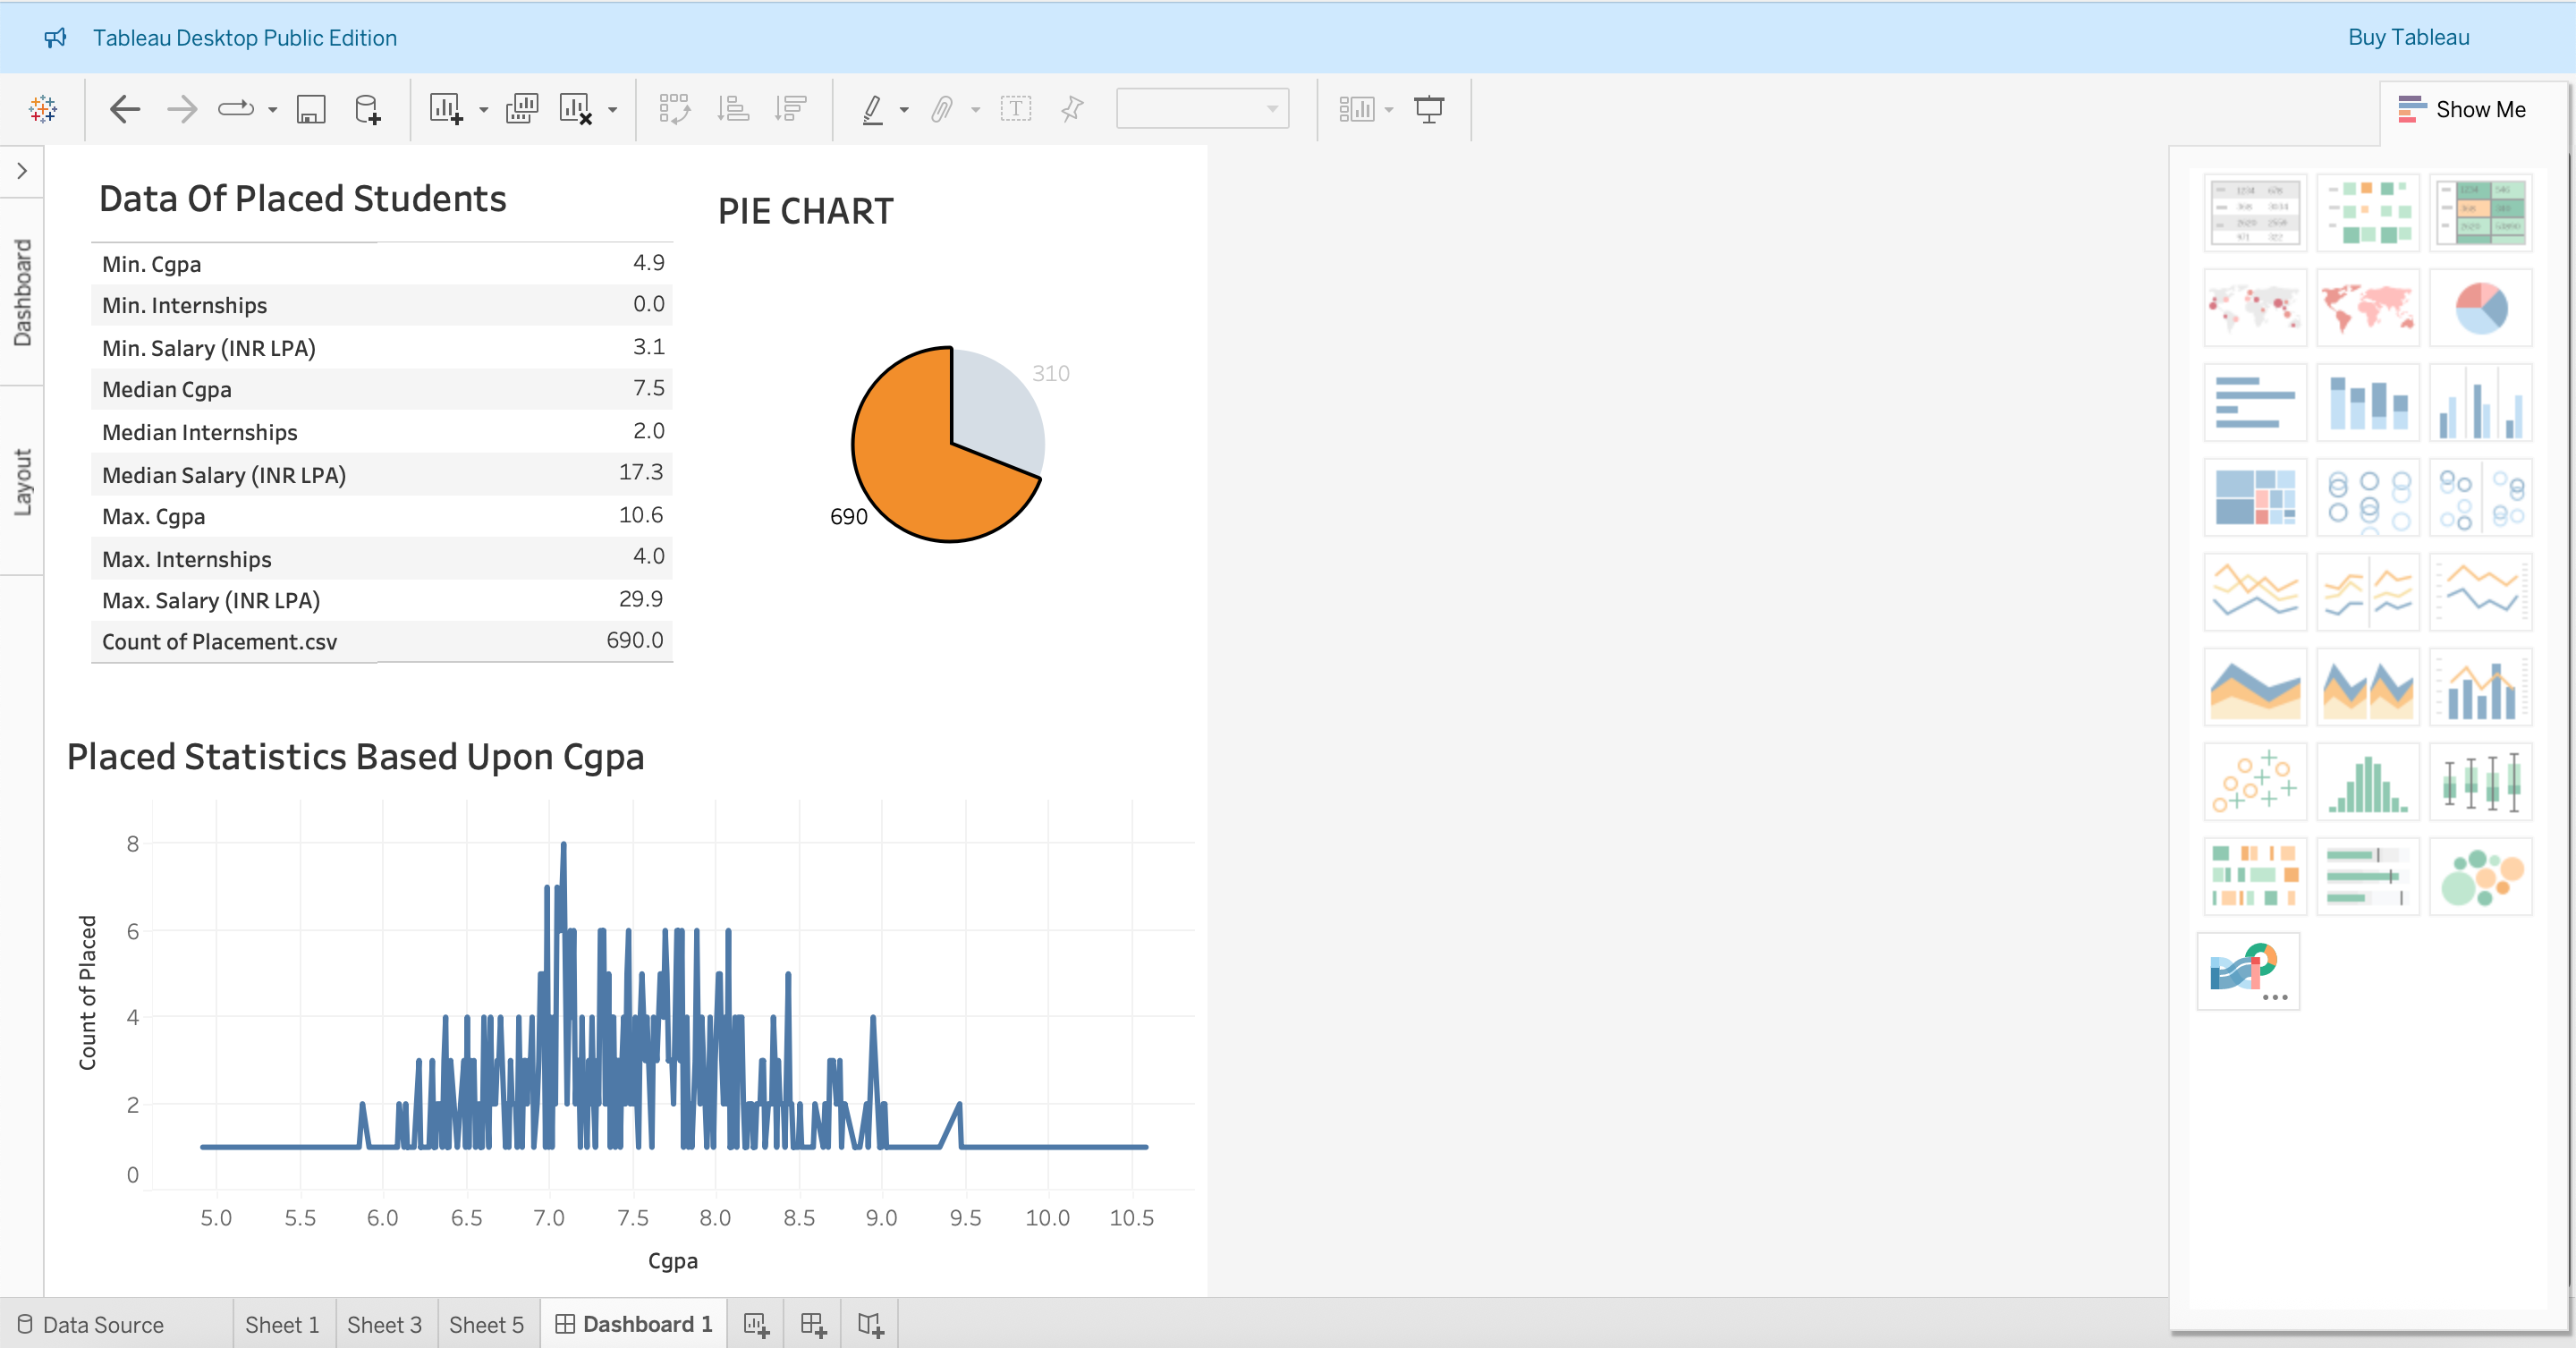 Tableau Desktop Public Edition
Buy Tableau
Show Me
Dashboard
Layout
Data Of Placed Students
Min. Cgpa 4.9
Min. Internships 0.0
Min. Salary (INR LPA) 3.1
Median Cgpa 7.5
Median Internships 2.0
Median Salary (INR LPA) 17.3
Max. Cgpa 10.6
Max. Internships 4.0
Max. Salary (INR LPA) 29.9
Count of Placement.csv 690.0
PIE CHART
310
690
Placed Statistics Based Upon Cgpa
Count of Placed
8
6
4
2
0
5.0 5.5 6.0 6.5 7.0 7.5 8.0 8.5 9.0 9.5 10.0 10.5
Cgpa
Data Source Sheet 1 Sheet 3 Sheet 5 Dashboard 1